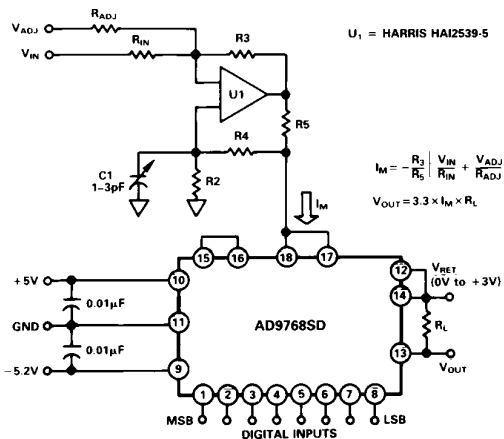 V_ADJ
R_ADJ
V_IN
R_IN
R3
U₁ = HARRIS HAI2539-5
U1
R5
R4
C1
1–3pF
R2
I_M = – R_3/R_5 | V_IN/R_IN + V_ADJ/R_ADJ
V_OUT = 3.3 × I_M × R_L
I_M
15
16
18
17
+5V
10
12
V_RET
(0V to +3V)
0.01μF
14
GND
11
AD9768SD
R_L
0.01μF
13
–5.2V
9
V_OUT
1
2
3
4
5
6
7
8
MSB
LSB
DIGITAL INPUTS